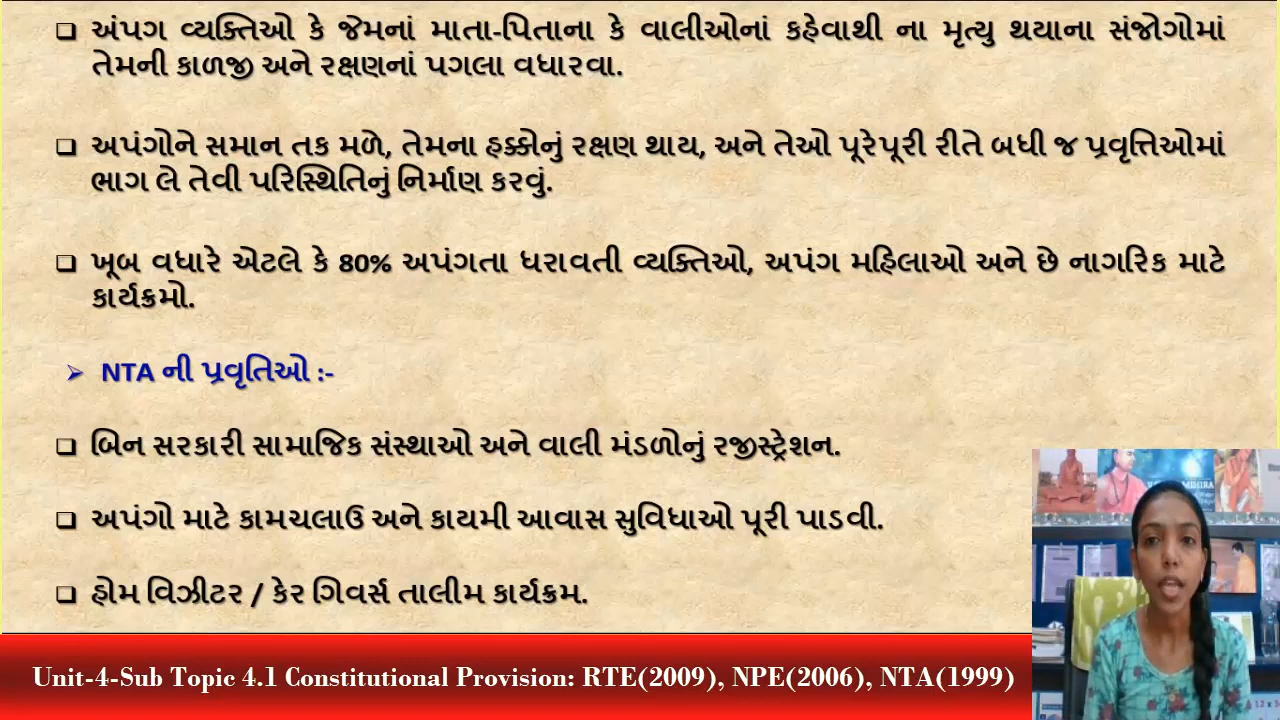 અંપગ વ્યક્તિઓ કે જેમનાં માતા-પિતાના કે વાલીઓનાં કહેવાથી ના મૃત્યુ થયાના સંજોગોમાં
તેમની કાળજી અને રક્ષણનાં પગલા વધારવા.
અપંગોને સમાન તક મળે, તેમના હક્કોનું રક્ષણ થાય, અને તેઓ પૂરેપૂરી રીતે બધી જ પ્રવૃત્તિઓમાં
ભાગ લે તેવી પરિસ્થિતિનું નિર્માણ કરવું.
ખૂબ વધારે એટલે કે 80% અપંગતા ધરાવતી વ્યક્તિઓ, અપંગ મહિલાઓ અને છે નાગરિક માટે
કાર્યક્રમો.
NTA ની પ્રવૃતિઓ :-
બિન સરકારી સામાજિક સંસ્થાઓ અને વાલી મંડળોનું રજીસ્ટ્રેશન.
અપંગો માટે કામચલાઉ અને કાયમી આવાસ સુવિધાઓ પૂરી પાડવી.
હોમ વિઝીટર / કેર ગિવર્સ તાલીમ કાર્યક્રમ.
Unit-4-Sub Topic 4.1 Constitutional Provision: RTE(2009), NPE(2006), NTA(1999)